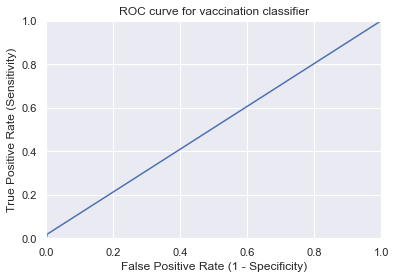 ROC curve for vaccination classifier
True Positive Rate (Sensitivity)
1.0
0.8
0.6
0.4
0.2
0.0
0.0 0.2 0.4 0.6 0.8 1.0
False Positive Rate (1 - Specificity)